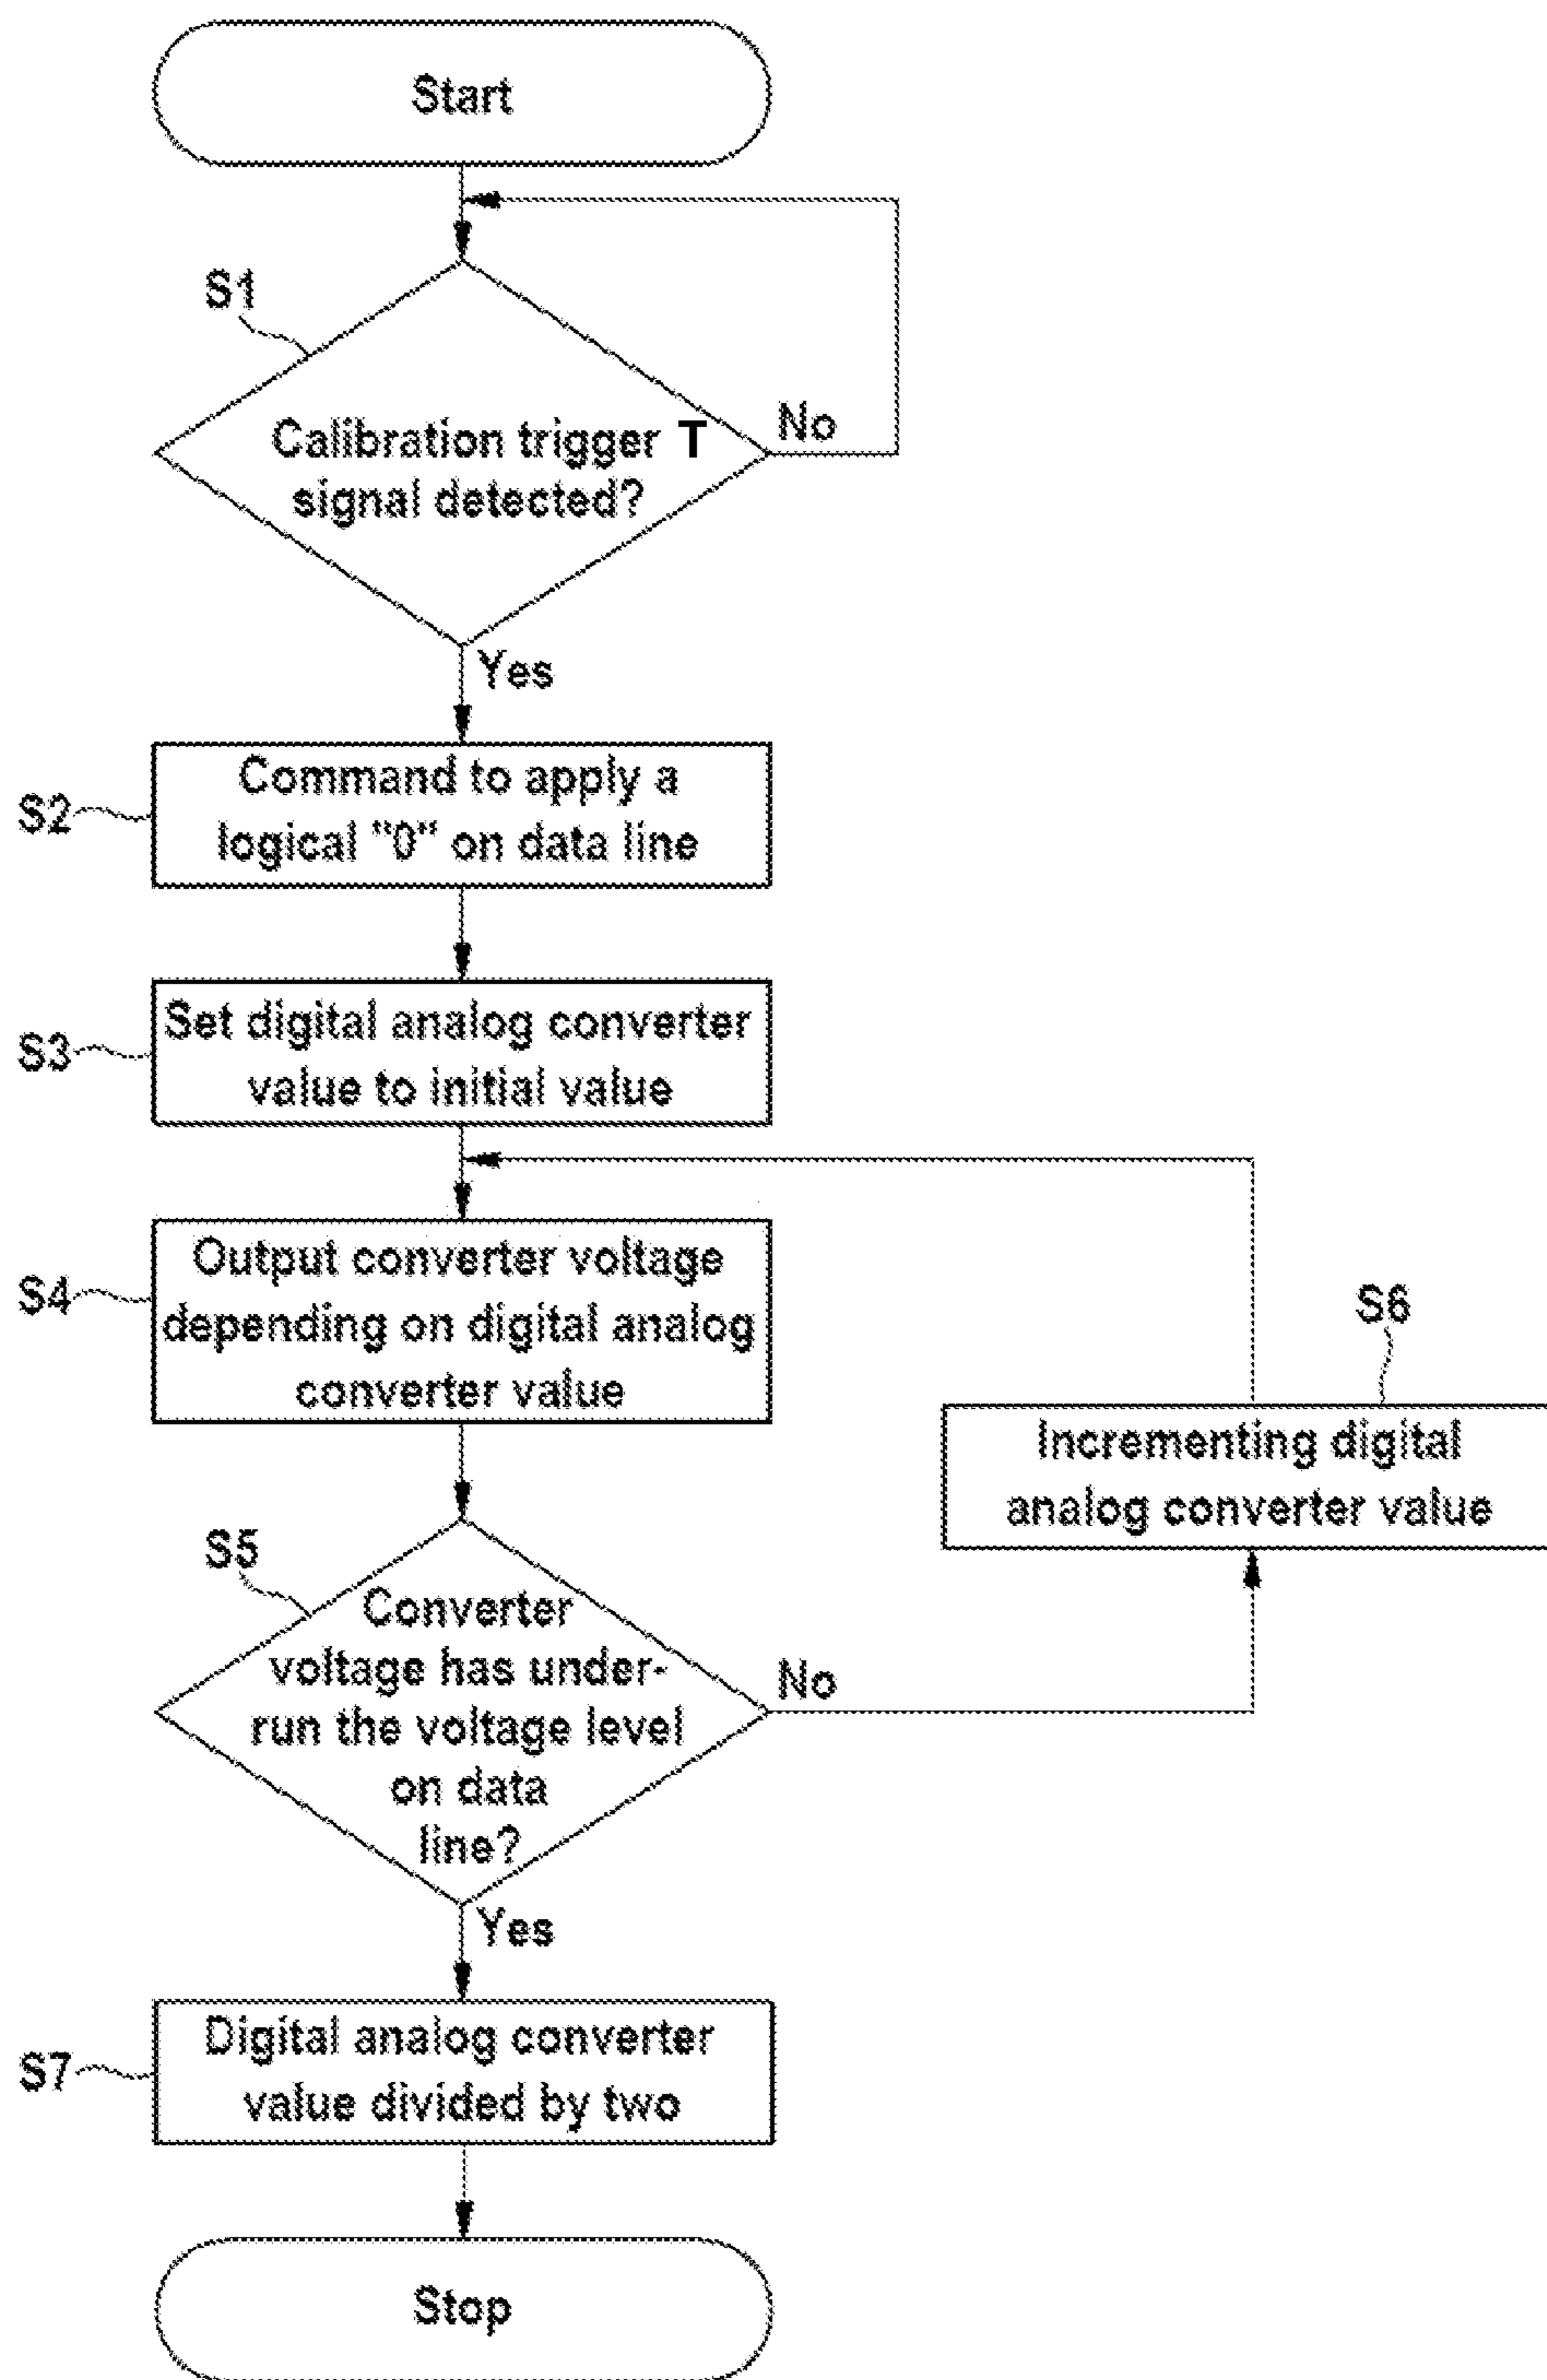 Start
S1
Calibration trigger T
signal detected?
No
Yes
S2
Command to apply a
logical "0" on data line
S3
Set digital analog converter
value to initial value
S4
Output converter voltage
depending on digital analog
converter value
S6
Incrementing digital
analog converter value
S5
Converter
voltage has under-
run the voltage level
on data
line?
No
Yes
S7
Digital analog converter
value divided by two
Stop